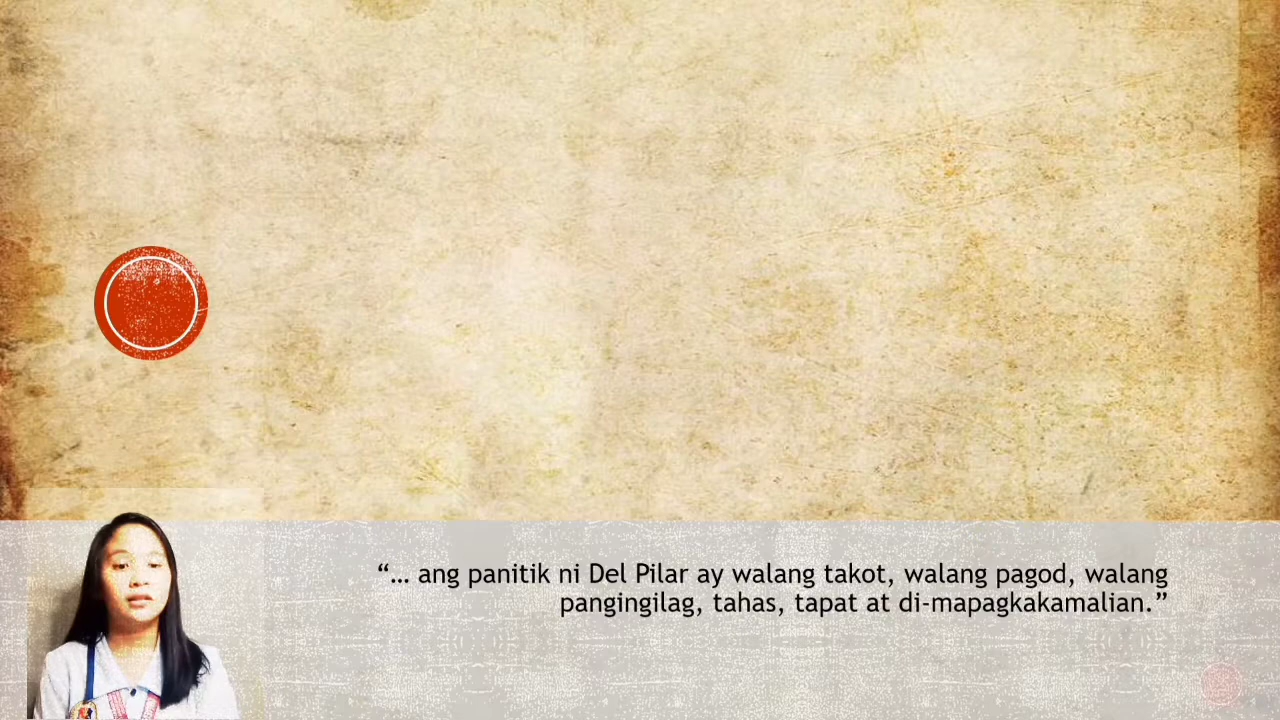 “… ang panitik ni Del Pilar ay walang takot, walang pagod, walang
pangingilag, tahas, tapat at di-mapagkakamalian.”